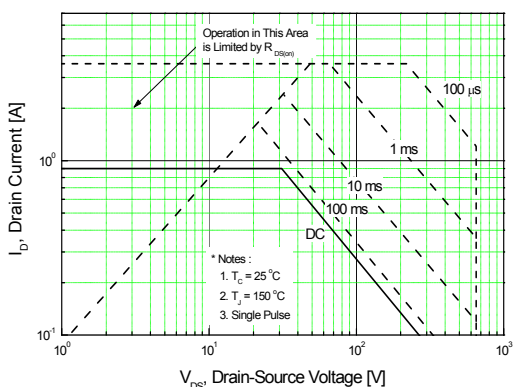 Operation in This Area
is Limited by R DS(on)
100 µs
1 ms
10 ms
100 ms
DC
* Notes :
1. T C = 25 °C
2. T J = 150 °C
3. Single Pulse
10^0
10^-1
10^0
10^1
10^2
10^3
I D, Drain Current [A]
V DS, Drain-Source Voltage [V]